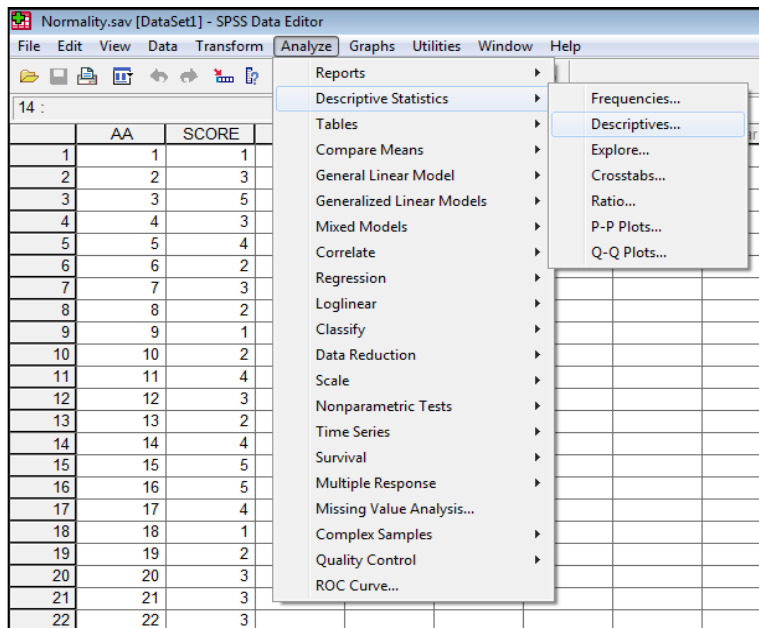 Normality.sav [DataSet1] - SPSS Data Editor
File Edit View Data Transform Analyze Graphs Utilities Window Help
14 :
Reports
Descriptive Statistics
Tables
Compare Means
General Linear Model
Generalized Linear Models
Mixed Models
Correlate
Regression
Loglinear
Classify
Data Reduction
Scale
Nonparametric Tests
Time Series
Survival
Multiple Response
Missing Value Analysis...
Complex Samples
Quality Control
ROC Curve...
Frequencies...
Descriptives...
Explore...
Crosstabs...
Ratio...
P-P Plots...
Q-Q Plots...
AA SCORE
1 1 1
2 2 3
3 3 5
4 4 3
5 5 4
6 6 2
7 7 3
8 8 2
9 9 1
10 10 2
11 11 4
12 12 3
13 13 2
14 14 4
15 15 5
16 16 5
17 17 4
18 18 1
19 19 2
20 20 3
21 21 3
22 22 3